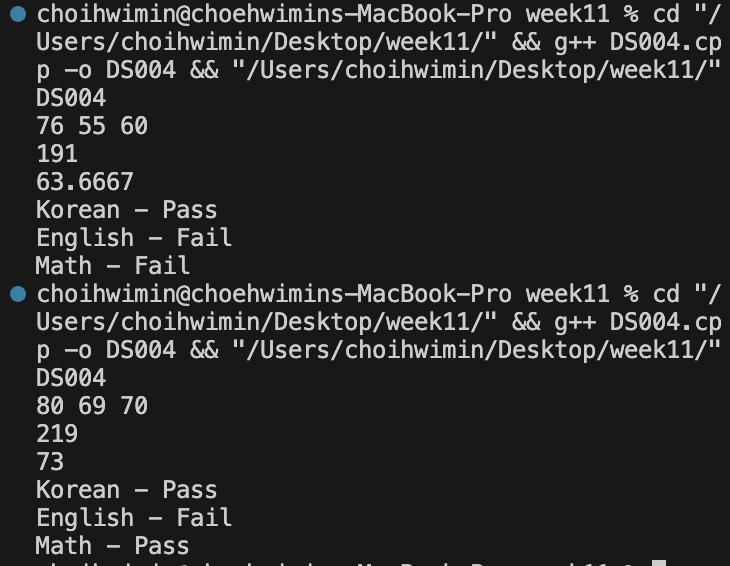 choihwimin@choehwimins-MacBook-Pro week11 % cd "/
Users/choihwimin/Desktop/week11/" && g++ DS004.cp
p -o DS004 && "/Users/choihwimin/Desktop/week11/"
DS004
76 55 60
191
63.6667
Korean - Pass
English - Fail
Math - Fail
choihwimin@choehwimins-MacBook-Pro week11 % cd "/
Users/choihwimin/Desktop/week11/" && g++ DS004.cp
p -o DS004 && "/Users/choihwimin/Desktop/week11/"
DS004
80 69 70
219
73
Korean - Pass
English - Fail
Math - Pass